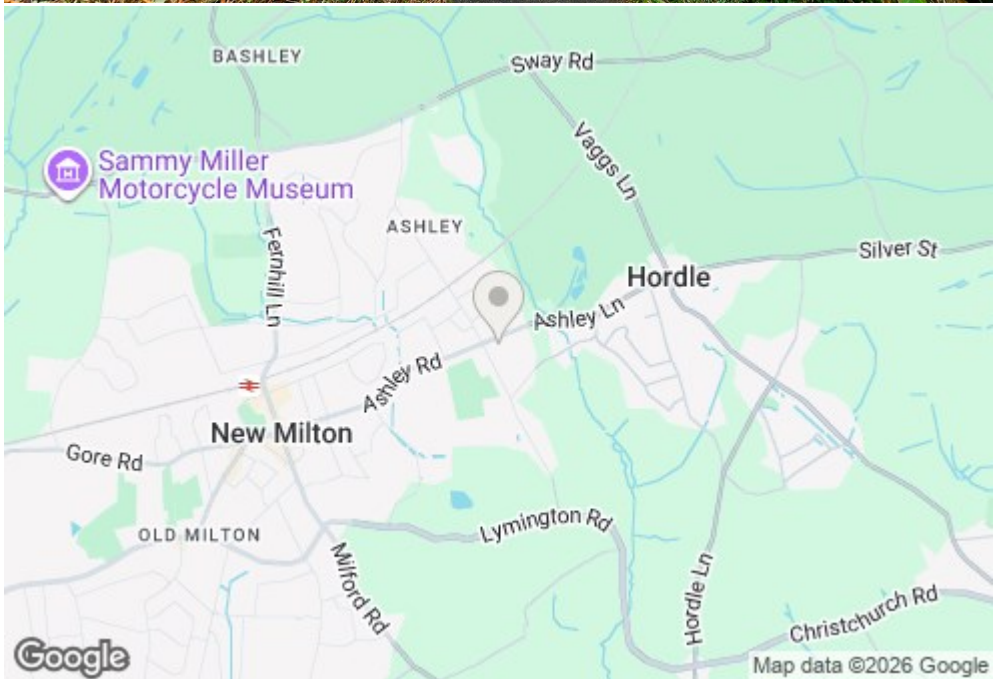 BASHLEY
Sway Rd
Vaggs Ln
Sammy Miller
Motorcycle Museum
ASHLEY
Fernhill Ln
Silver St
Hordle
Ashley Ln
Ashley Rd
New Milton
Gore Rd
OLD MILTON
Lymington Rd
Milford Rd
Hordle Ln
Christchurch Rd
Google
Map data ©2026 Google